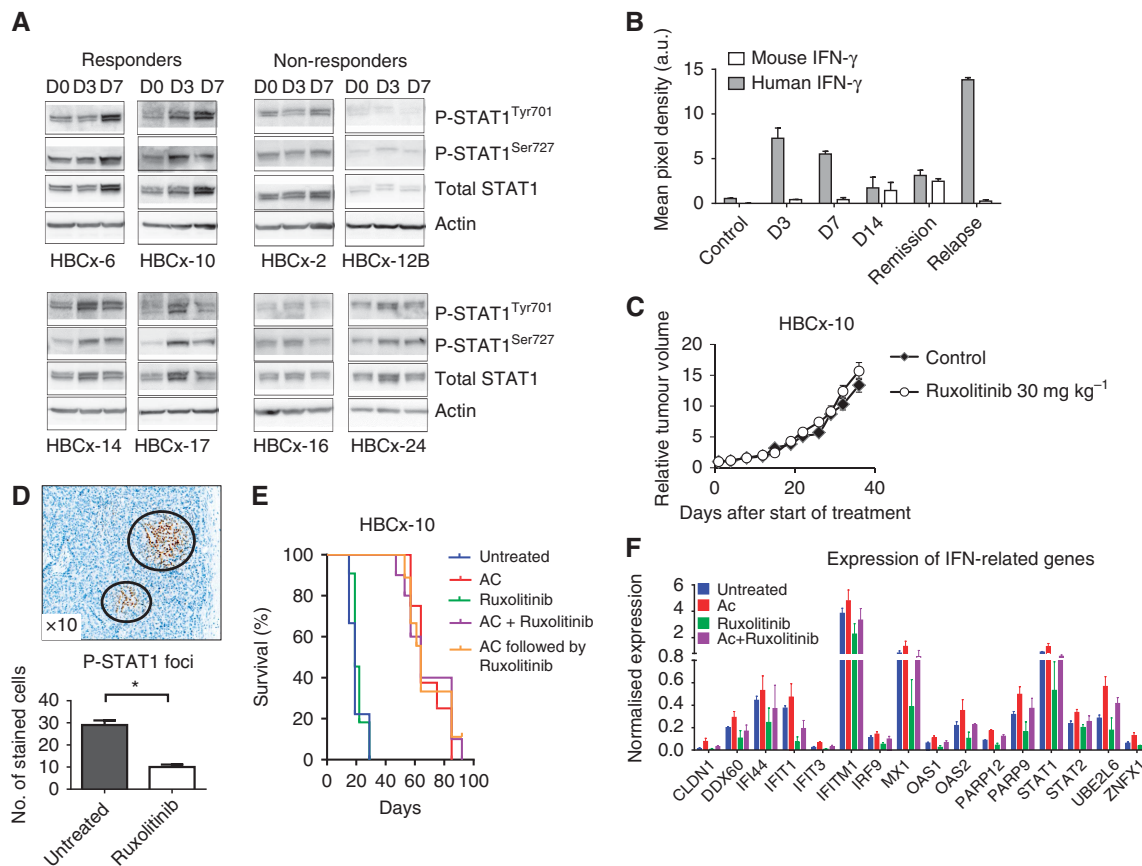 A
Responders
Non-responders
D0 D3 D7 D0 D3 D7 D0 D3 D7 D0 D3 D7
P-STAT1Tyr701
P-STAT1Ser727
Total STAT1
Actin
HBCx-6 HBCx-10 HBCx-2 HBCx-12B
P-STAT1Tyr701
P-STAT1Ser727
Total STAT1
Actin
HBCx-14 HBCx-17 HBCx-16 HBCx-24
B
Mouse IFN-γ
Human IFN-γ
Mean pixel density (a.u.)
15
10
5
0
Control
D3
D7
D14
Remission
Relapse
C
HBCx-10
Relative tumour volume
20
15
10
5
0
0 20 40 60
Days after start of treatment
Control
Ruxolitinib 30 mg kg−1
D
×10
P-STAT1 foci
*
No. of stained cells
40
30
20
10
0
Untreated
Ruxolitinib
E
HBCx-10
Survival (%)
100
80
60
40
20
0
0 20 40 60 80 100
Days
Untreated
AC
Ruxolitinib
AC + Ruxolitinib
AC followed by
Ruxolitinib
F
Expression of IFN-related genes
Untreated
Ac
Ruxolitinib
Ac+Ruxolitinib
Normalised expression
6
4
2
0.8
0.6
0.4
0.2
0.0
CLDN1
DDX60
IFI44
IFIT1
IFIT3
IFITM1
IRF9
MX1
OAS1
OAS2
PARP12
PARP9
STAT1
STAT2
UBE2L6
ZNFX1